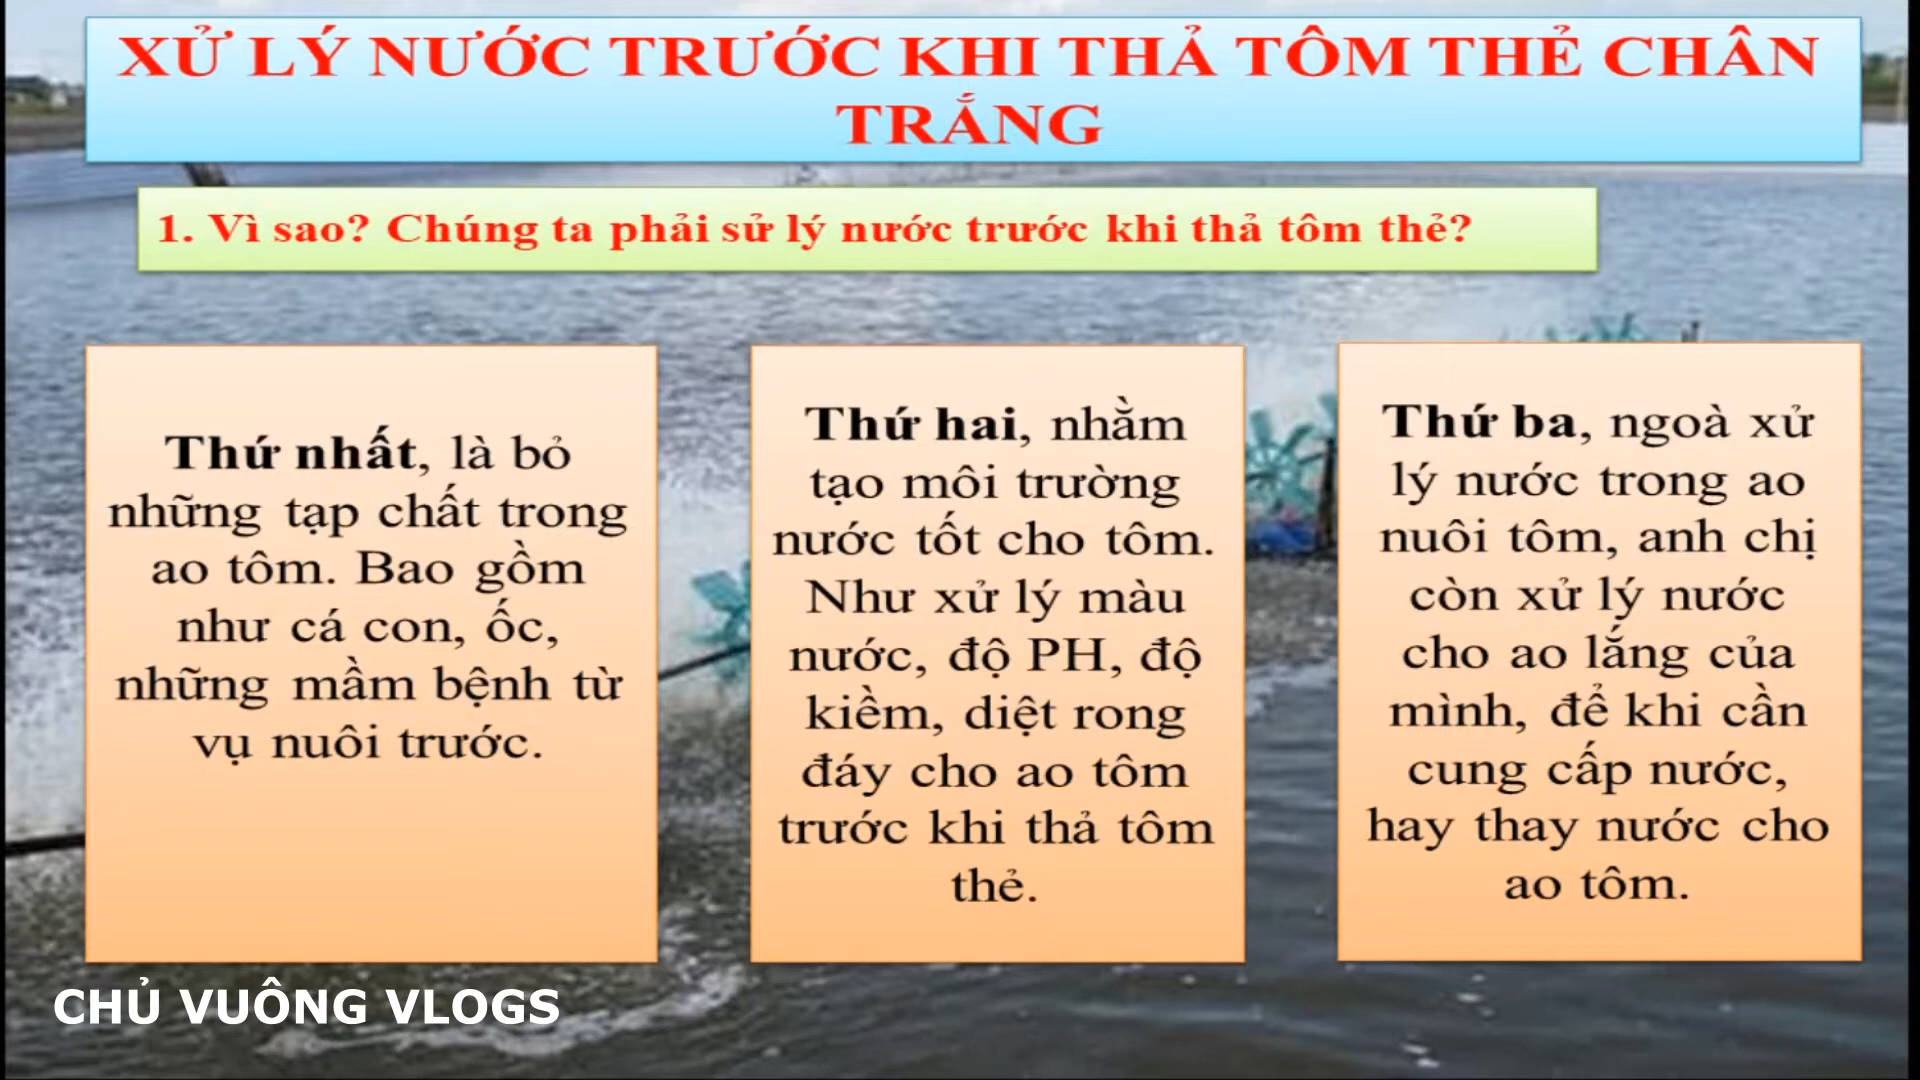 XỬ LÝ NƯỚC TRƯỚC KHI THẢ TÔM THẺ CHÂN
TRẮNG
1. Vì sao? Chúng ta phải sử lý nước trước khi thả tôm thẻ?
Thứ nhất, là bỏ
những tạp chất trong
ao tôm. Bao gồm
như cá con, ốc,
những mầm bệnh từ
vụ nuôi trước.
Thứ hai, nhằm
tạo môi trường
nước tốt cho tôm.
Như xử lý màu
nước, độ PH, độ
kiềm, diệt rong
đáy cho ao tôm
trước khi thả tôm
thẻ.
Thứ ba, ngoà xử
lý nước trong ao
nuôi tôm, anh chị
còn xử lý nước
cho ao lắng của
mình, để khi cần
cung cấp nước,
hay thay nước cho
ao tôm.
CHỦ VUÔNG VLOGS